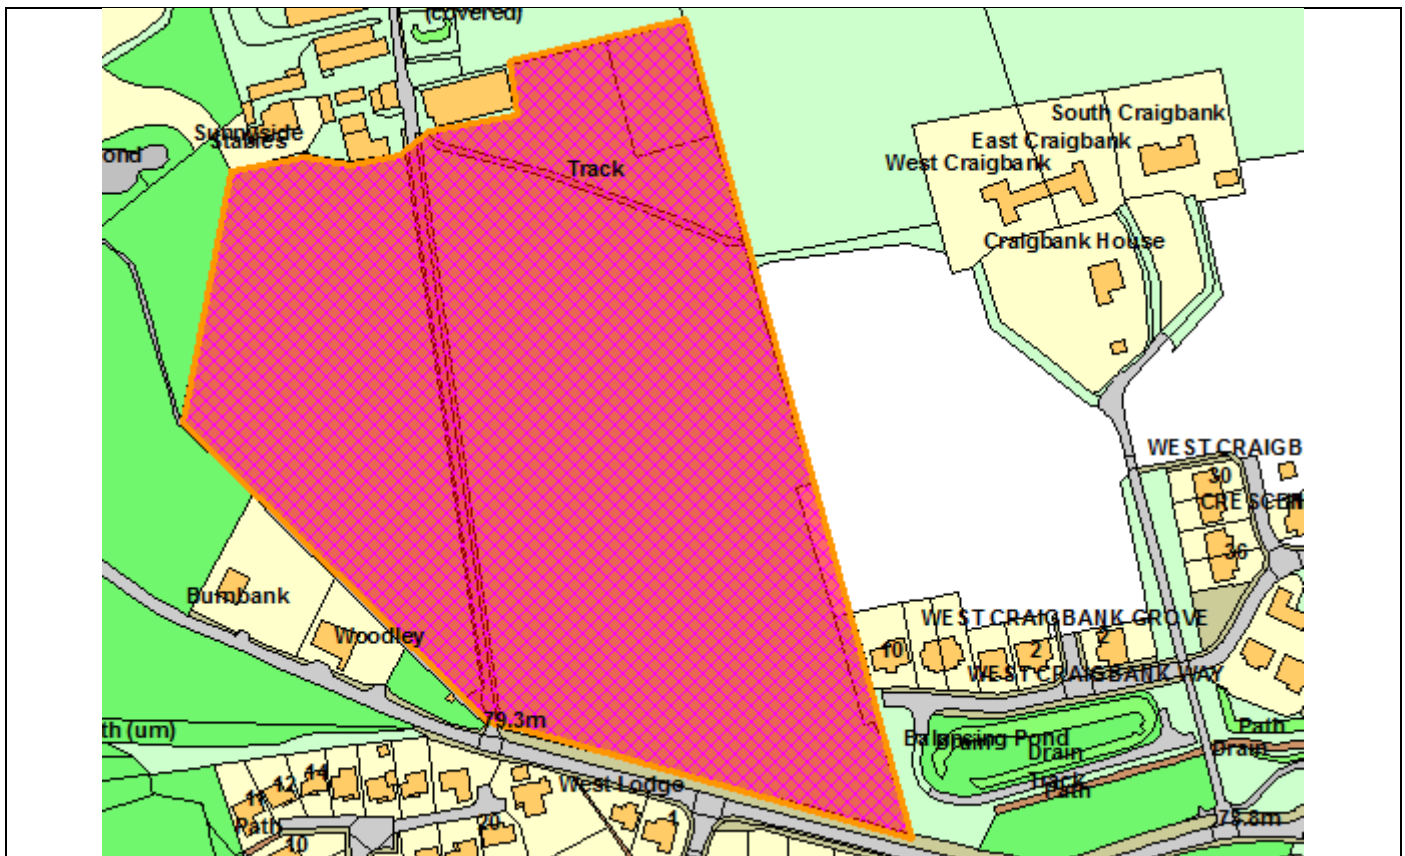 (covered)
South Craigbank
Sunnyside
East Craigbank
Stables
ond
West Craigbank
Track
Craigbank House
WEST CRAIGB
30
CRESCEN
36
Burnbank
WEST CRAIGBANK GROVE
Woodley
2
10
2
WEST CRAIGBANK WAY
79.3m
th (um)
Path
Balancing Pond
Drain
Drain
Drain
14
12
West Lodge
Track
Path
11
Path
20
1
75.8m
10